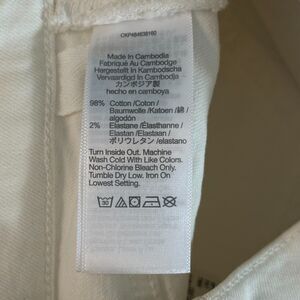 CKP484638160
Made in Cambodia
Fabriqué Au Cambodge
Hergestellt in Kambodscha
Vervaardigd in Cambodja
カンボジア製
hecho en camboya
98% Cotton /Coton /
Baumwolle /Katoen /綿 /
algodón
2% Elastane /Élasthanne /
Elastan /Elastaan /
ポリウレタン /elastano
Turn Inside Out. Machine
Wash Cold With Like Colors.
Non-Chlorine Bleach Only.
Tumble Dry Low. Iron On
Lowest Setting.